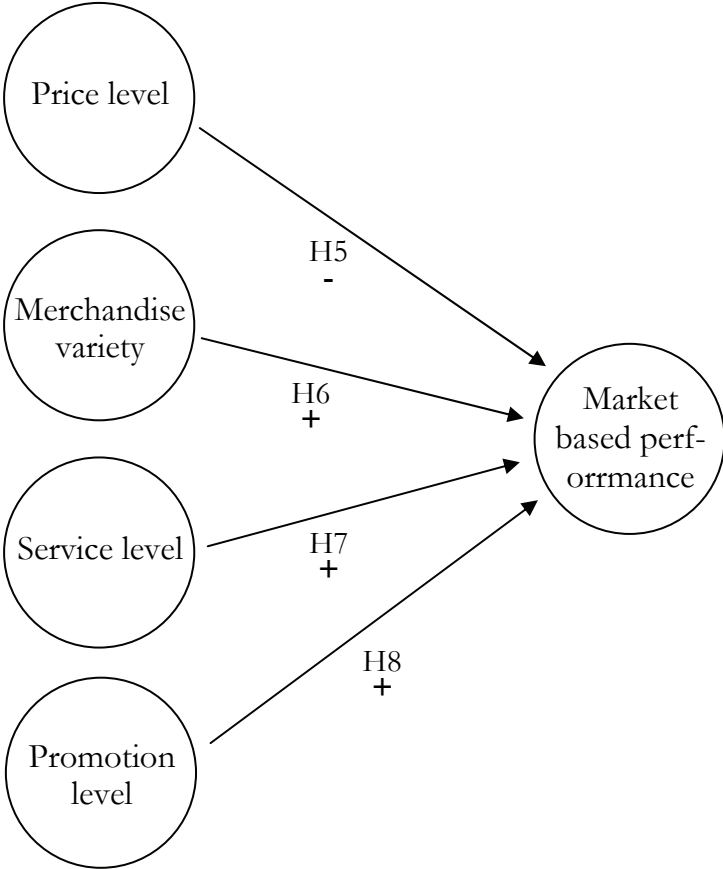 Price level
H5
-
Merchandise
variety
H6
+
Market
based perf-
orrmance
Service level
H7
+
H8
+
Promotion
level